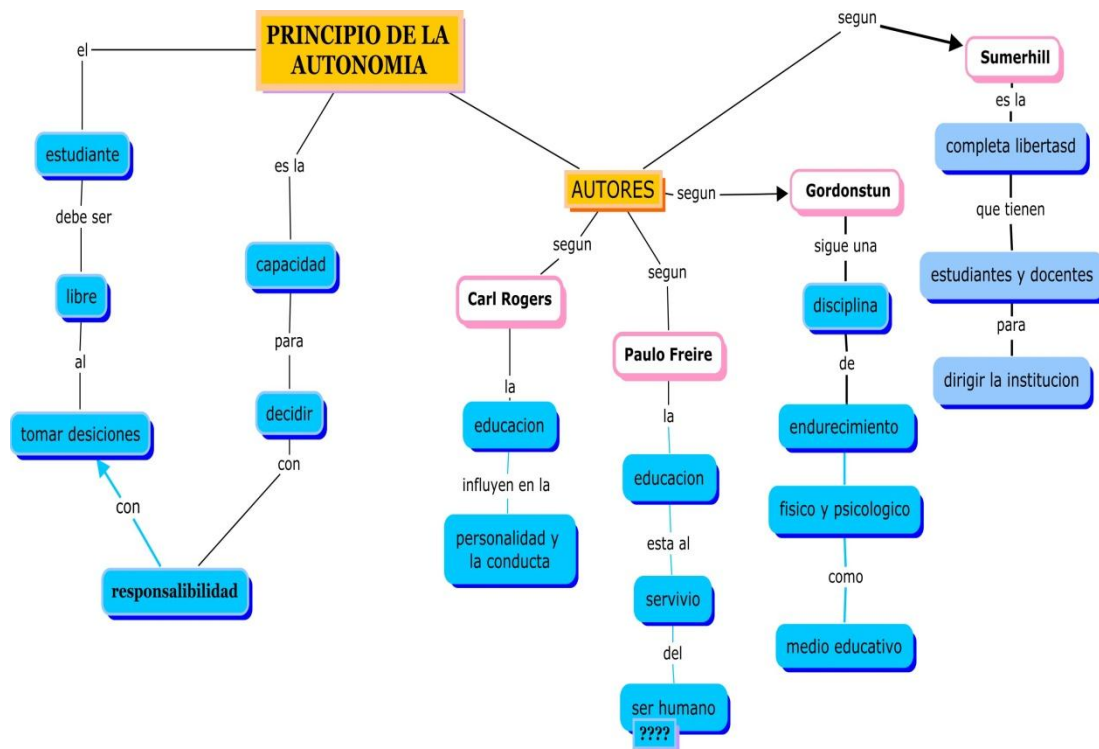 PRINCIPIO DE LA
AUTONOMIA
el
estudiante
debe ser
libre
al
tomar desiciones
con
responsalibilidad
es la
capacidad
para
decidir
con
AUTORES
segun
Carl Rogers
la
educacion
influyen en la
personalidad y
la conducta
segun
Paulo Freire
la
educacion
esta al
servivio
del
ser humano
????
segun
Gordonstun
sigue una
disciplina
de
endurecimiento
fisico y psicologico
como
medio educativo
segun
Sumerhill
es la
completa libertasd
que tienen
estudiantes y docentes
para
dirigir la institucion